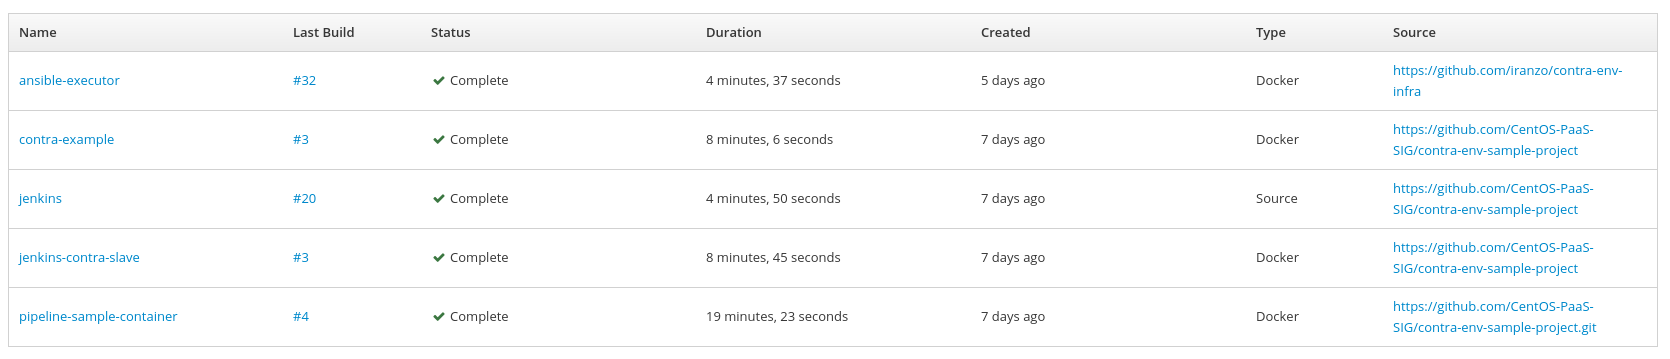 Name Last Build Status Duration Created Type Source
ansible-executor #32 Complete 4 minutes, 37 seconds 5 days ago Docker https://github.com/iranzo/contra-env-
infra
contra-example #3 Complete 8 minutes, 6 seconds 7 days ago Docker https://github.com/CentOS-PaaS-
SIG/contra-env-sample-project
jenkins #20 Complete 4 minutes, 50 seconds 7 days ago Source https://github.com/CentOS-PaaS-
SIG/contra-env-sample-project
jenkins-contra-slave #3 Complete 8 minutes, 45 seconds 7 days ago Docker https://github.com/CentOS-PaaS-
SIG/contra-env-sample-project
pipeline-sample-container #4 Complete 19 minutes, 23 seconds 7 days ago Docker https://github.com/CentOS-PaaS-
SIG/contra-env-sample-project.git